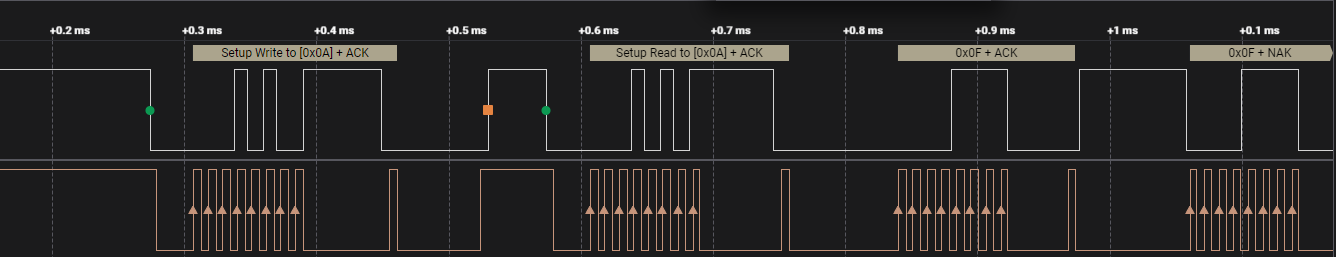 +0.2 ms +0.3 ms +0.4 ms +0.5 ms +0.6 ms +0.7 ms +0.8 ms +0.9 ms +1 ms +0.1 ms
Setup Write to [0x0A] + ACK Setup Read to [0x0A] + ACK 0x0F + ACK 0x0F + NAK